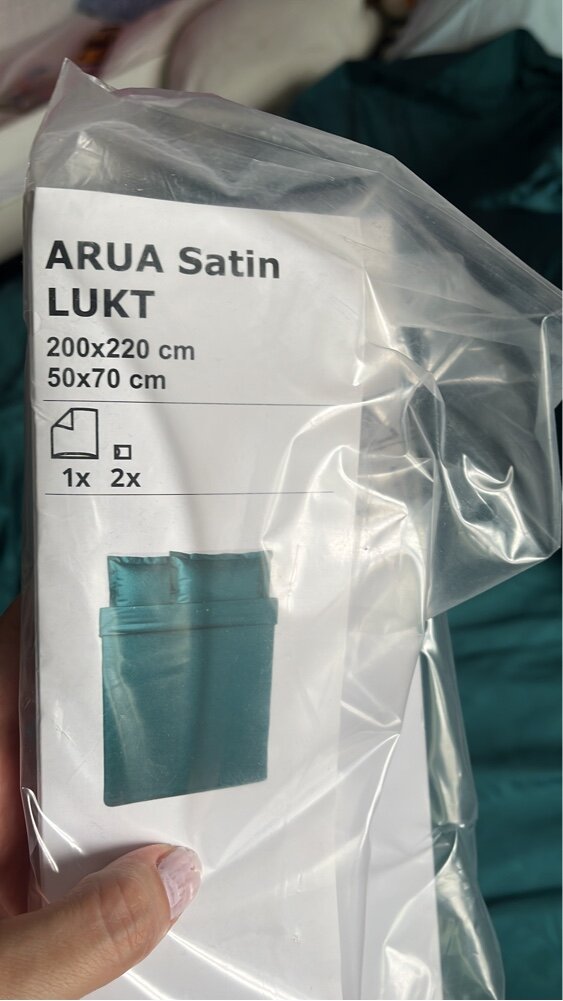 ARUA Satin
LUKT
200x220 cm
50x70 cm
1x 2x